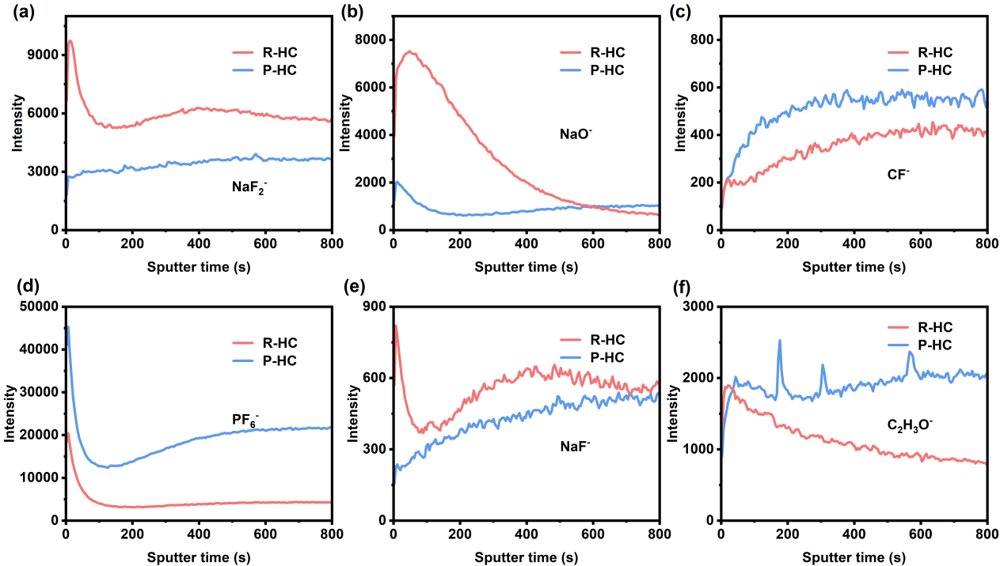 (a)
Intensity
9000
6000
3000
0
R-HC
P-HC
NaF₂⁻
0 200 400 600 800
Sputter time (s)
(b)
Intensity
8000
6000
4000
2000
0
R-HC
P-HC
NaO⁻
0 200 400 600 800
Sputter time (s)
(c)
Intensity
800
600
400
200
0
R-HC
P-HC
CF⁻
0 200 400 600 800
Sputter time (s)
(d)
Intensity
50000
40000
30000
20000
10000
0
R-HC
P-HC
PF₆⁻
0 200 400 600 800
Sputter time (s)
(e)
Intensity
900
600
300
0
R-HC
P-HC
NaF⁻
0 200 400 600 800
Sputter time (s)
(f)
Intensity
3000
2000
1000
0
R-HC
P-HC
C₂H₃O⁻
0 200 400 600 800
Sputter time (s)